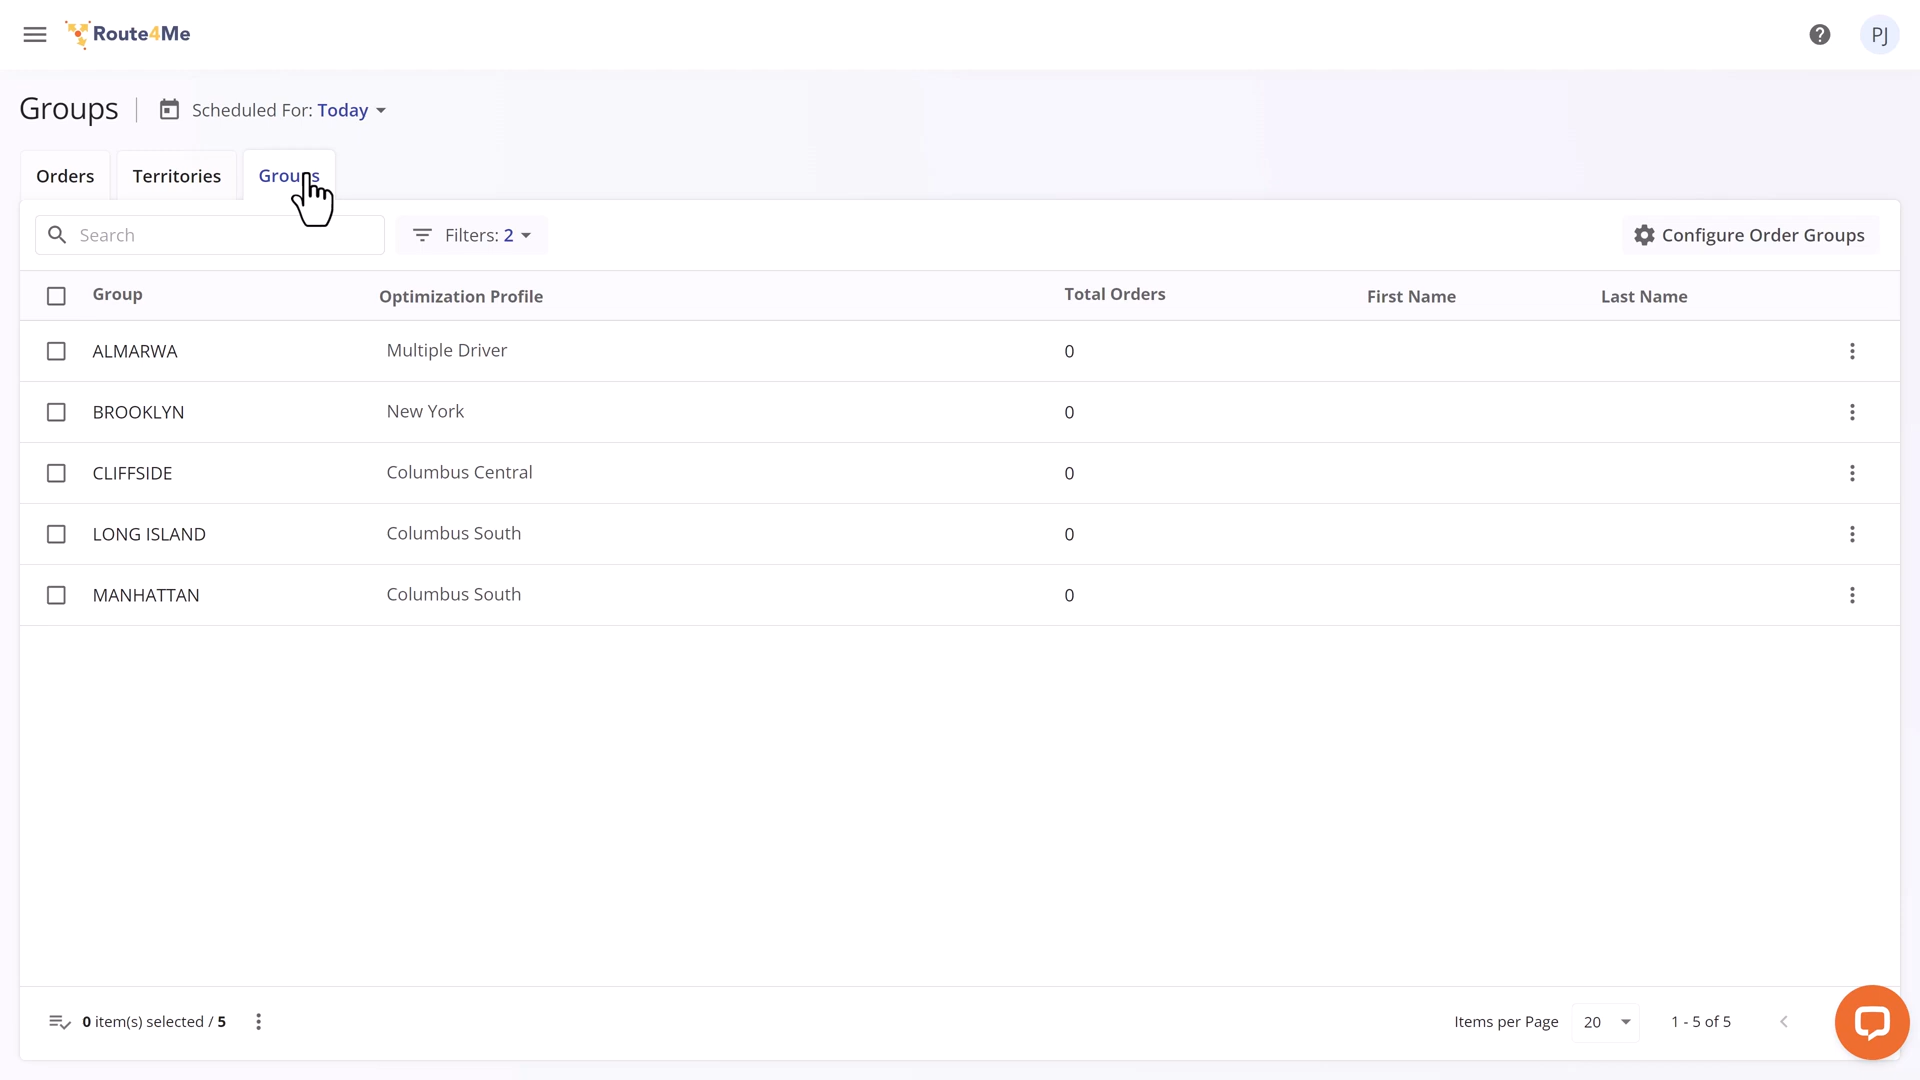 Route4Me
PJ
Groups
Scheduled For: Today
Orders
Territories
Groups
Search
Filters: 2
Configure Order Groups
Group
Optimization Profile
Total Orders
First Name
Last Name
ALMARWA
Multiple Driver
0
BROOKLYN
New York
0
CLIFFSIDE
Columbus Central
0
LONG ISLAND
Columbus South
0
MANHATTAN
Columbus South
0
0 item(s) selected / 5
Items per Page
20
1 - 5 of 5